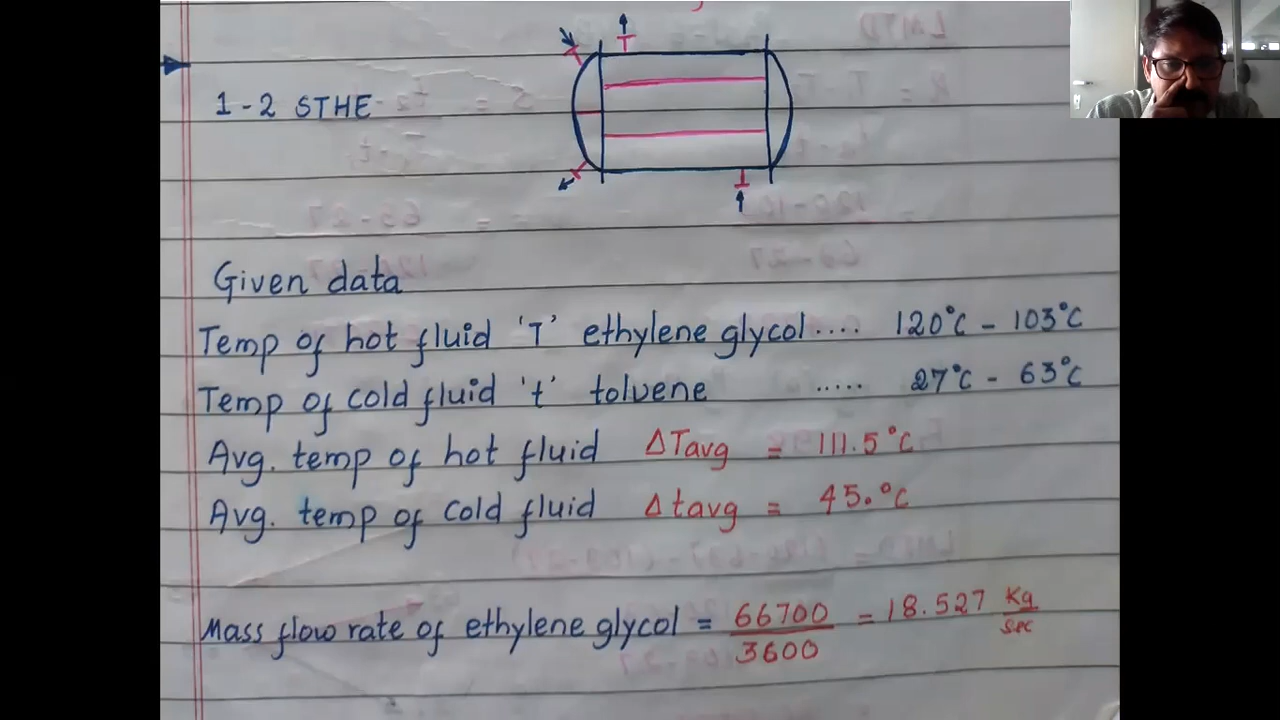 1-2 STHE
Given data
Temp of hot fluid 'T' ethylene glycol.... 120°C - 103°C
Temp of cold fluid 't' toluene ..... 27°C - 63°C
Avg. temp of hot fluid ΔTavg = 111.5°C
Avg. temp of cold fluid Δtavg = 45.°C
Mass flow rate of ethylene glycol = 66700/3600 = 18.527 Kg/sec